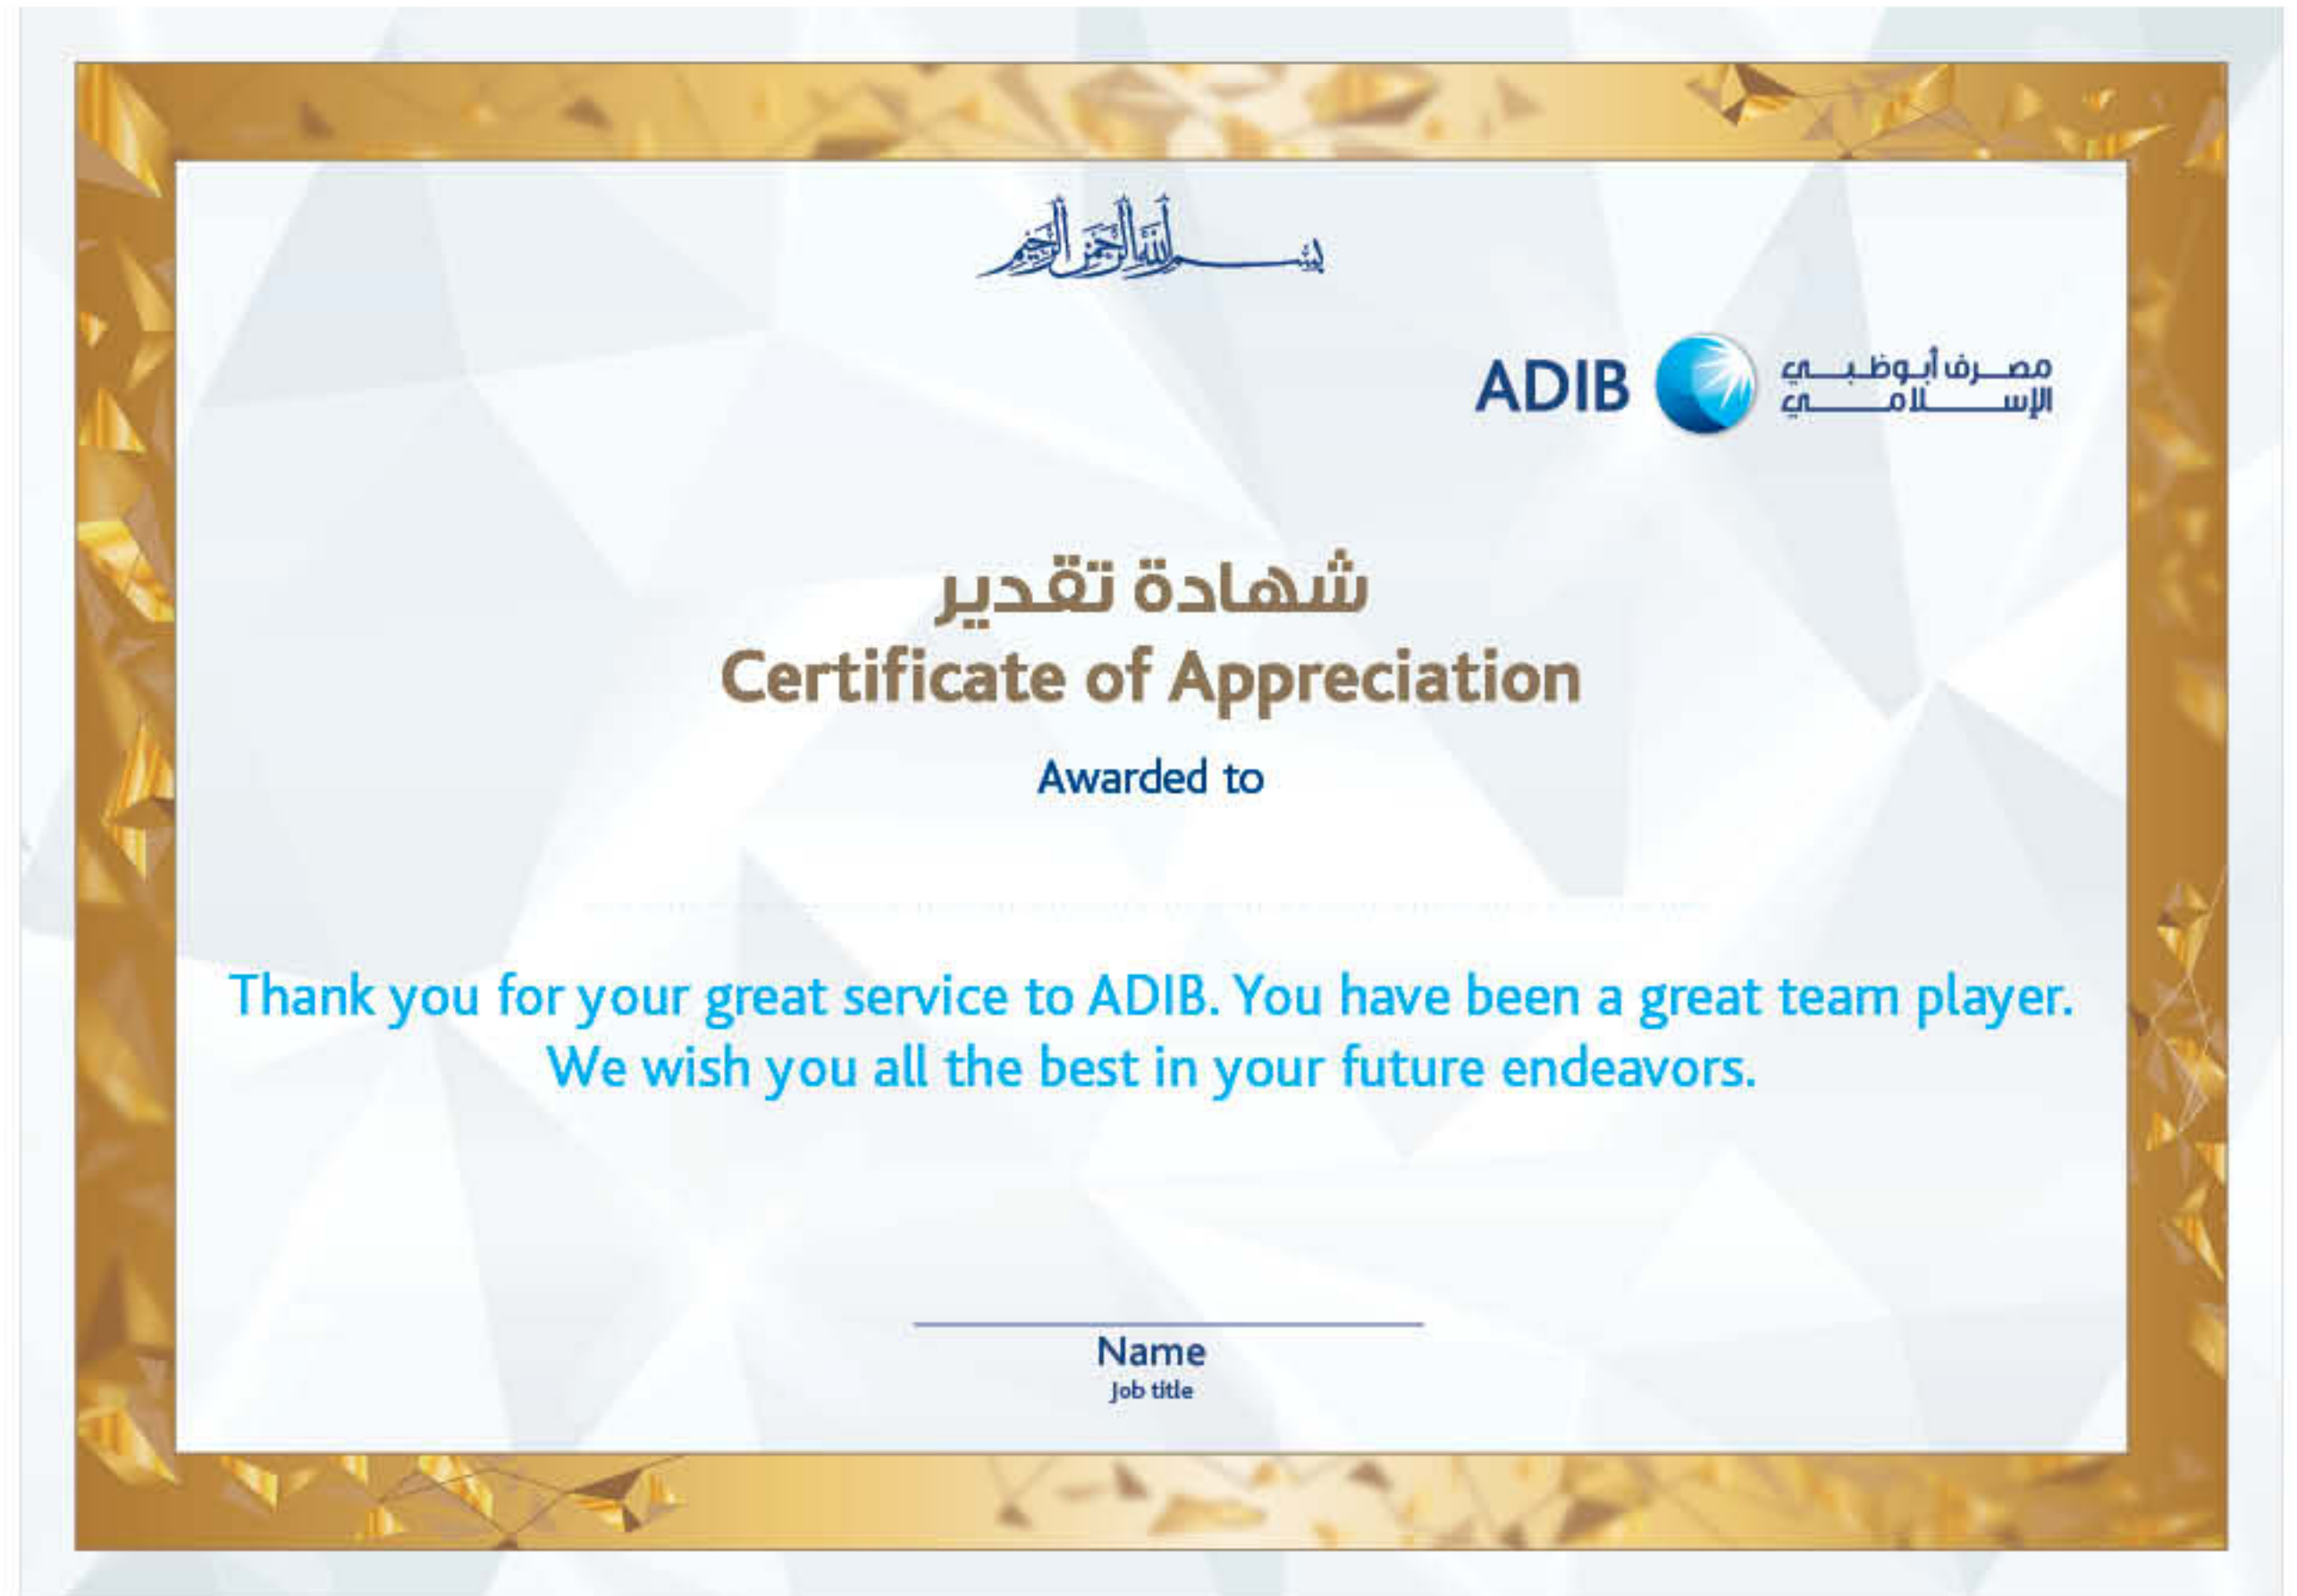 بسم الله الرحمن الرحيم
ADIB
مصرف أبوظبي
الإسلامي
شهادة تقدير
Certificate of Appreciation
Awarded to
Thank you for your great service to ADIB. You have been a great team player.
We wish you all the best in your future endeavors.
Name
Job title